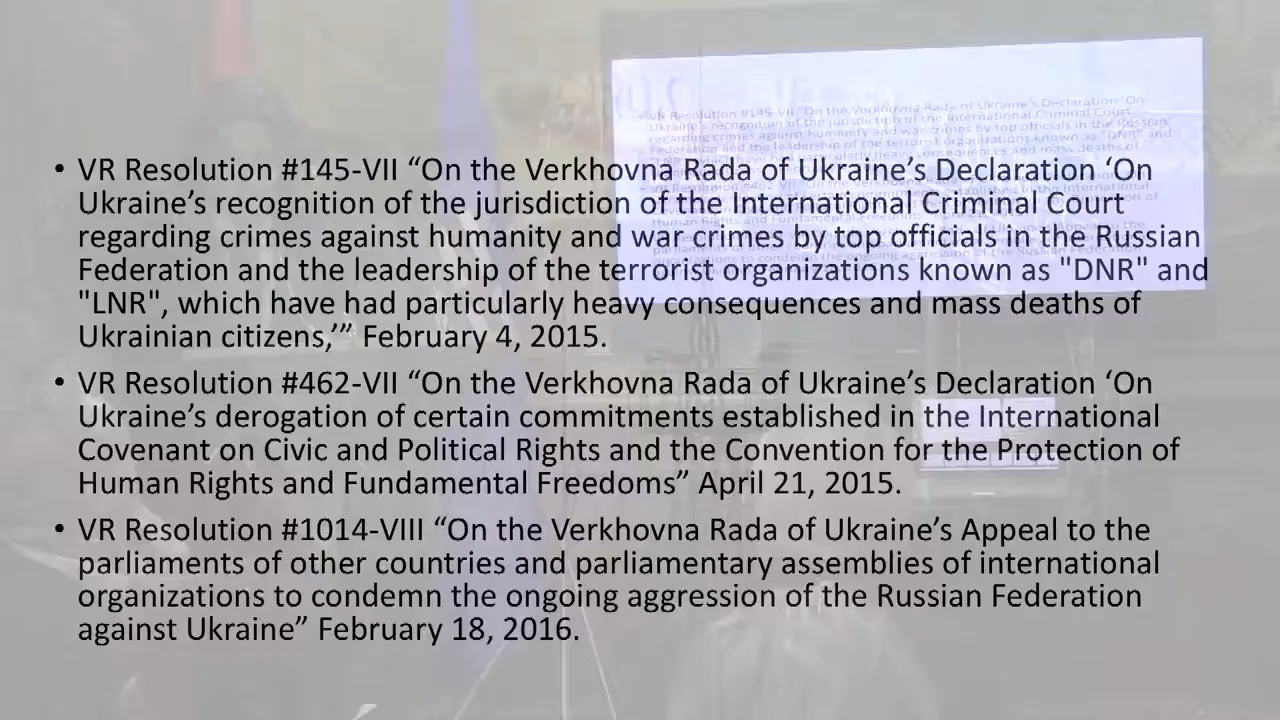 • VR Resolution #145-VII “On the Verkhovna Rada of Ukraine’s Declaration ‘On
Ukraine’s recognition of the jurisdiction of the International Criminal Court
regarding crimes against humanity and war crimes by top officials in the Russian
Federation and the leadership of the terrorist organizations known as "DNR" and
"LNR", which have had particularly heavy consequences and mass deaths of
Ukrainian citizens,’” February 4, 2015.
• VR Resolution #462-VII “On the Verkhovna Rada of Ukraine’s Declaration ‘On
Ukraine’s derogation of certain commitments established in the International
Covenant on Civic and Political Rights and the Convention for the Protection of
Human Rights and Fundamental Freedoms” April 21, 2015.
• VR Resolution #1014-VIII “On the Verkhovna Rada of Ukraine’s Appeal to the
parliaments of other countries and parliamentary assemblies of international
organizations to condemn the ongoing aggression of the Russian Federation
against Ukraine” February 18, 2016.